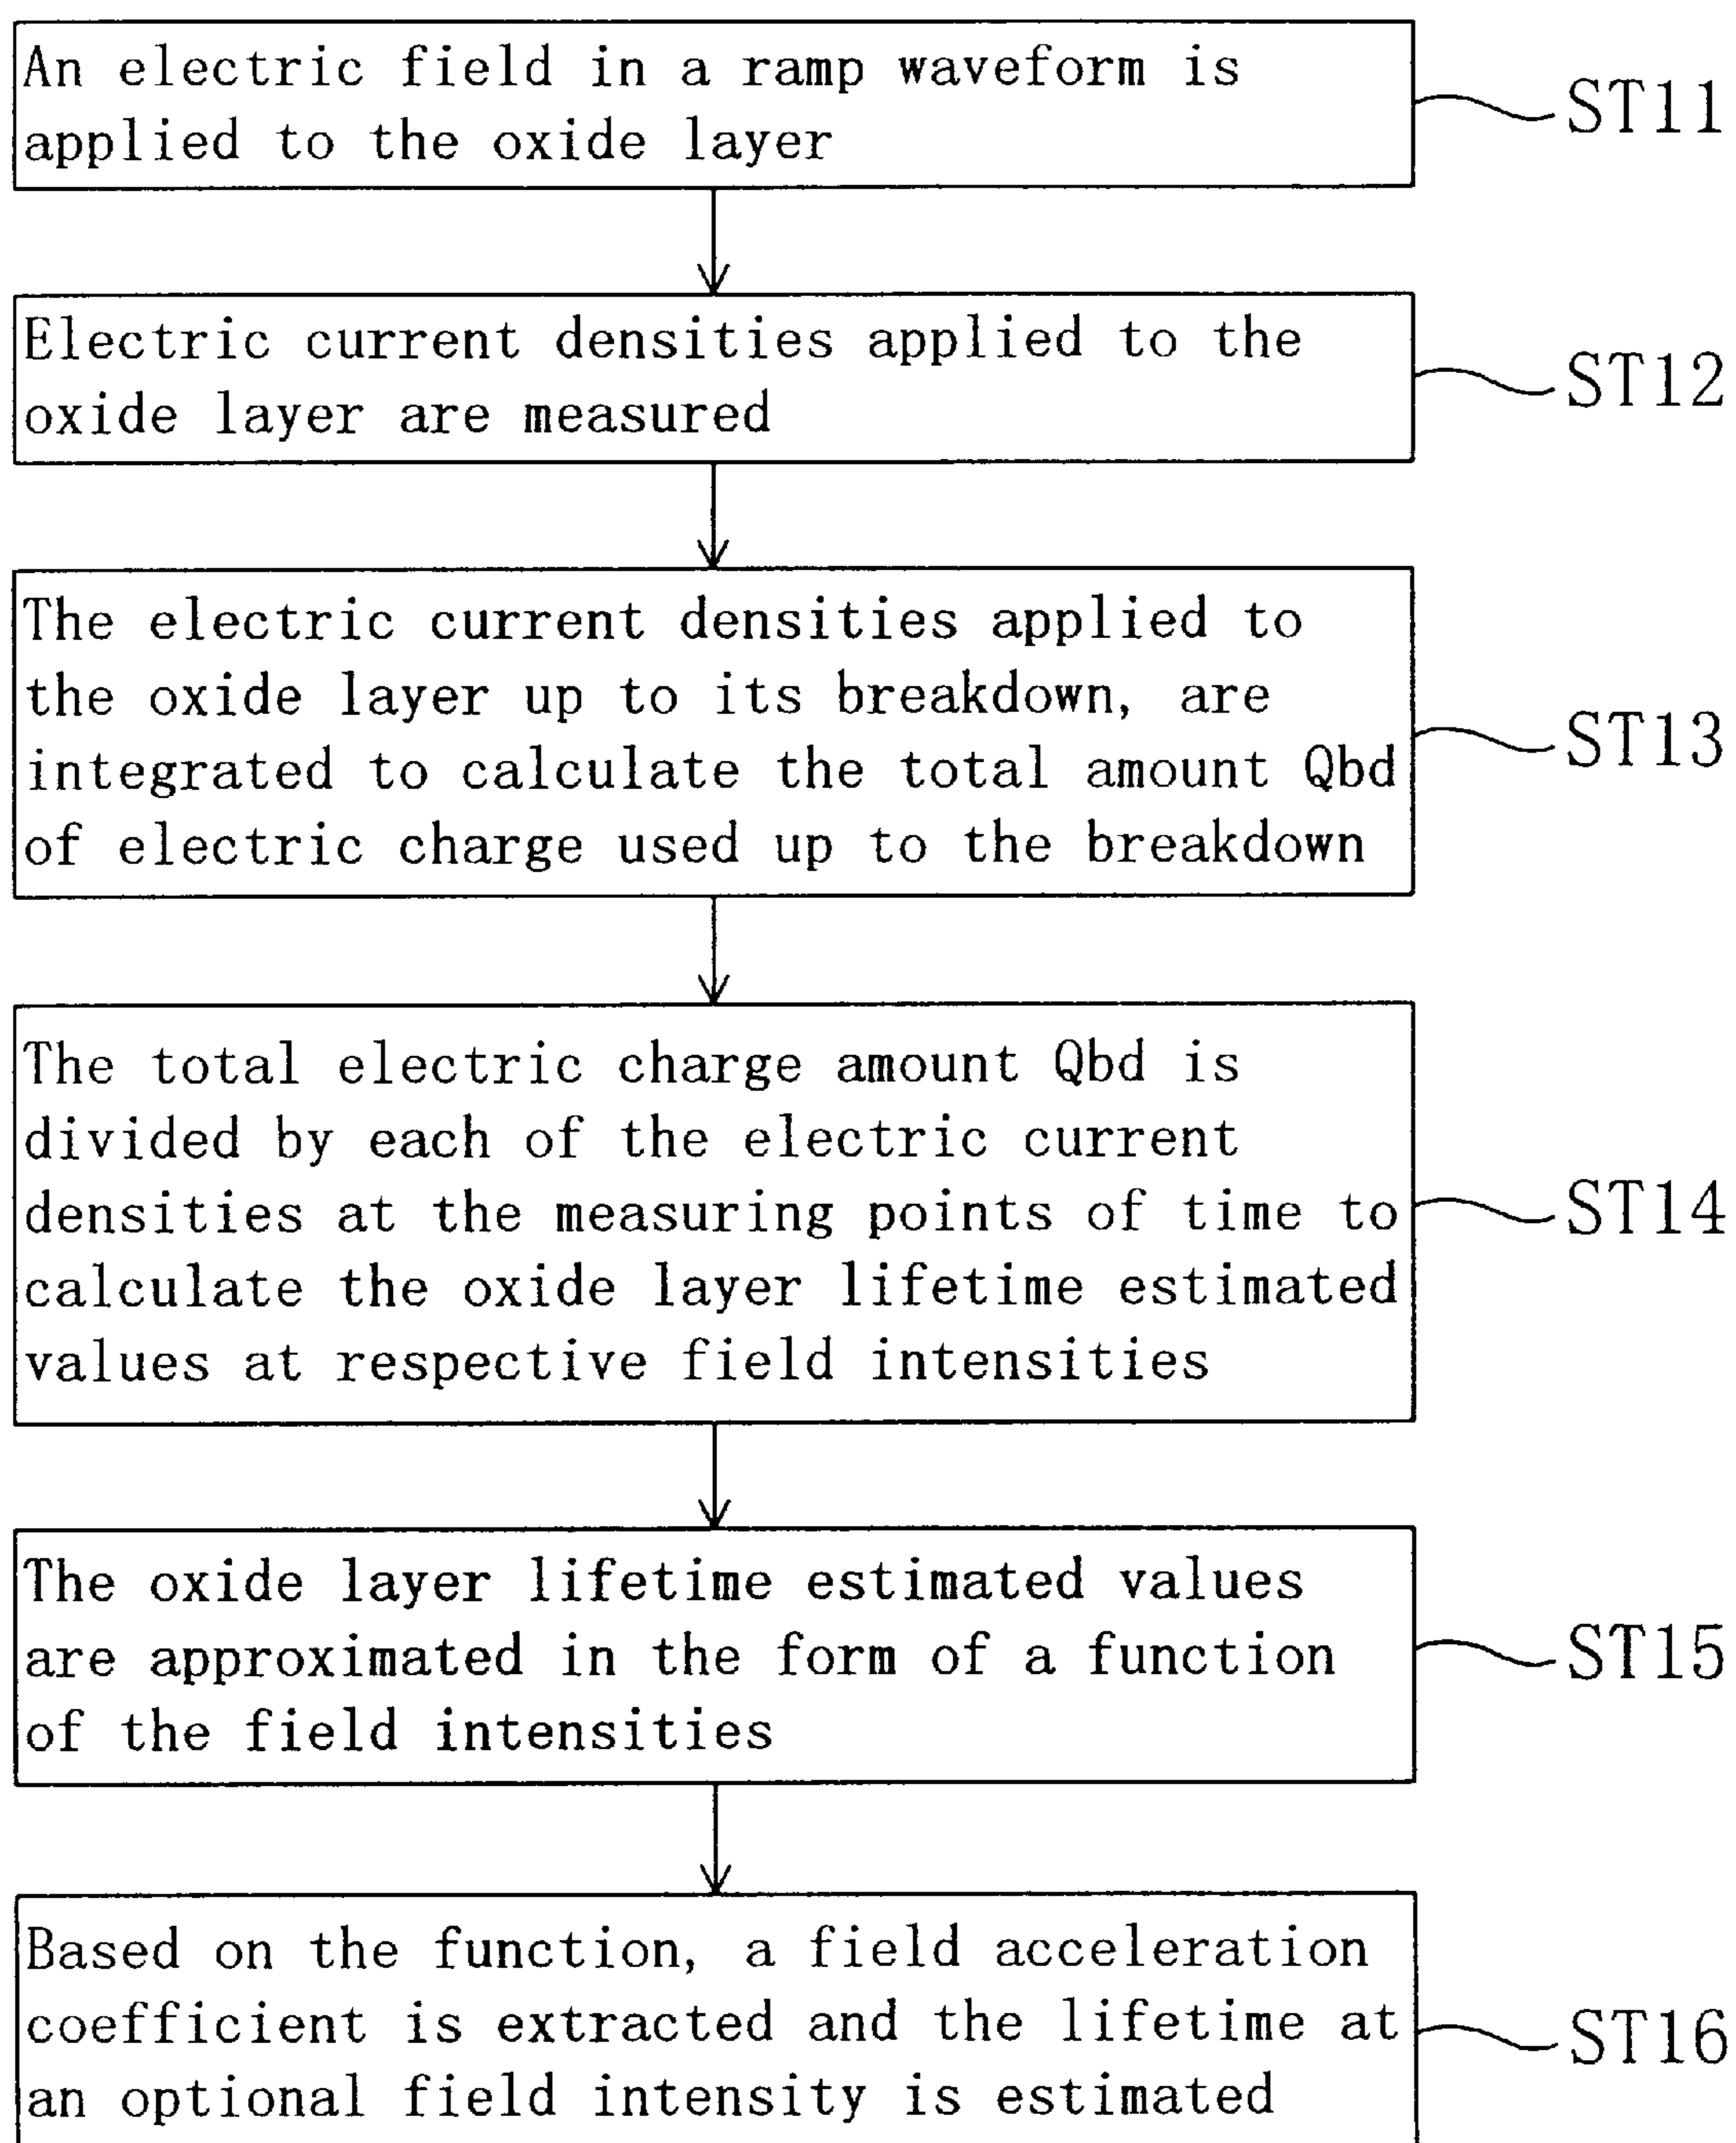 An electric field in a ramp waveform is
applied to the oxide layer
ST11
Electric current densities applied to the
oxide layer are measured
ST12
The electric current densities applied to
the oxide layer up to its breakdown, are
integrated to calculate the total amount Qbd
of electric charge used up to the breakdown
ST13
The total electric charge amount Qbd is
divided by each of the electric current
densities at the measuring points of time to
calculate the oxide layer lifetime estimated
values at respective field intensities
ST14
The oxide layer lifetime estimated values
are approximated in the form of a function
of the field intensities
ST15
Based on the function, a field acceleration
coefficient is extracted and the lifetime at
an optional field intensity is estimated
ST16